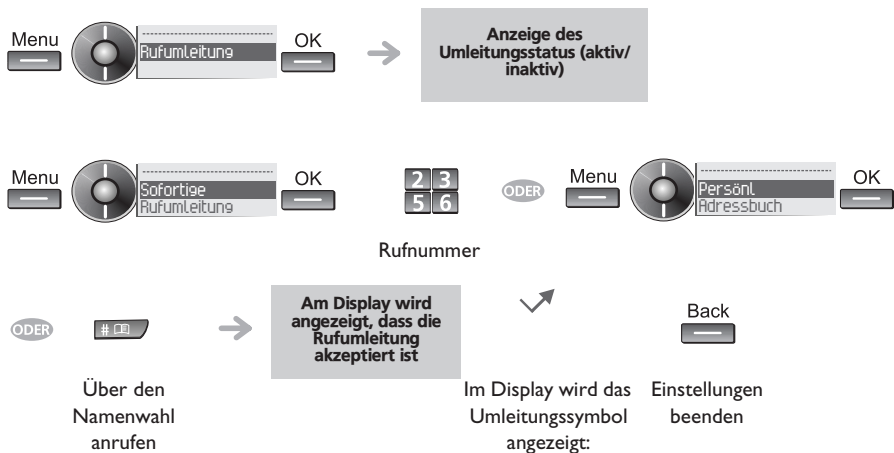 Menu
Rufumleitung
OK
Anzeige des
Umleitungsstatus (aktiv/
inaktiv)
Menu
Sofortige
Rufumleitung
OK
2 3
5 6
Rufnummer
ODER
Menu
Persönl
Adressbuch
OK
ODER
#
Über den
Namenwahl
anrufen
Am Display wird
angezeigt, dass die
Rufumleitung
akzeptiert ist
Im Display wird das
Umleitungssymbol
angezeigt:
Back
Einstellungen
beenden